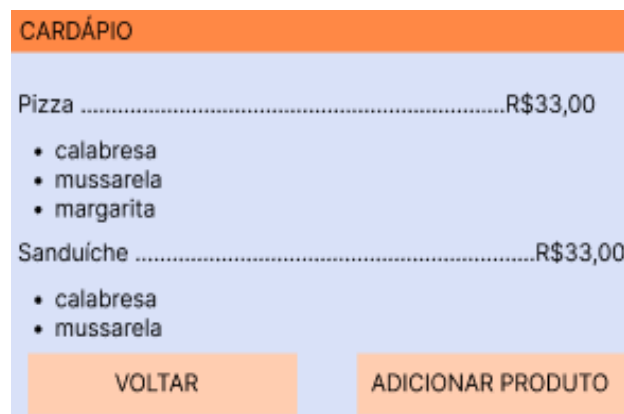 CARDÁPIO
Pizza ......................................................................R$33,00
• calabresa
• mussarela
• margarita
Sanduíche ..................................................................R$33,00
• calabresa
• mussarela
VOLTAR ADICIONAR PRODUTO